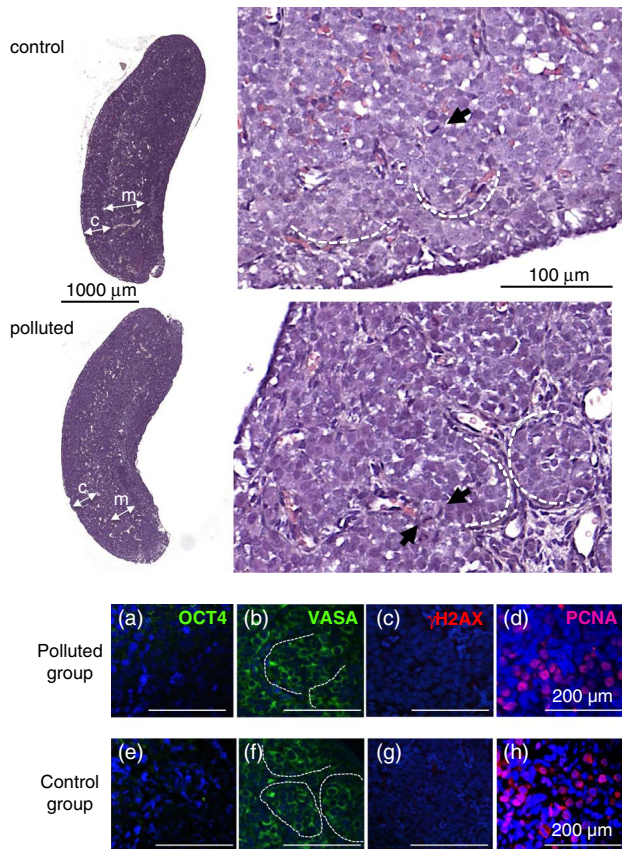 control
m
c
1000 μm
100 μm
polluted
c
m
(a) OCT4 (b) VASA (c) γH2AX (d) PCNA
Polluted group
200 μm
(e) (f) (g) (h)
Control group
200 μm